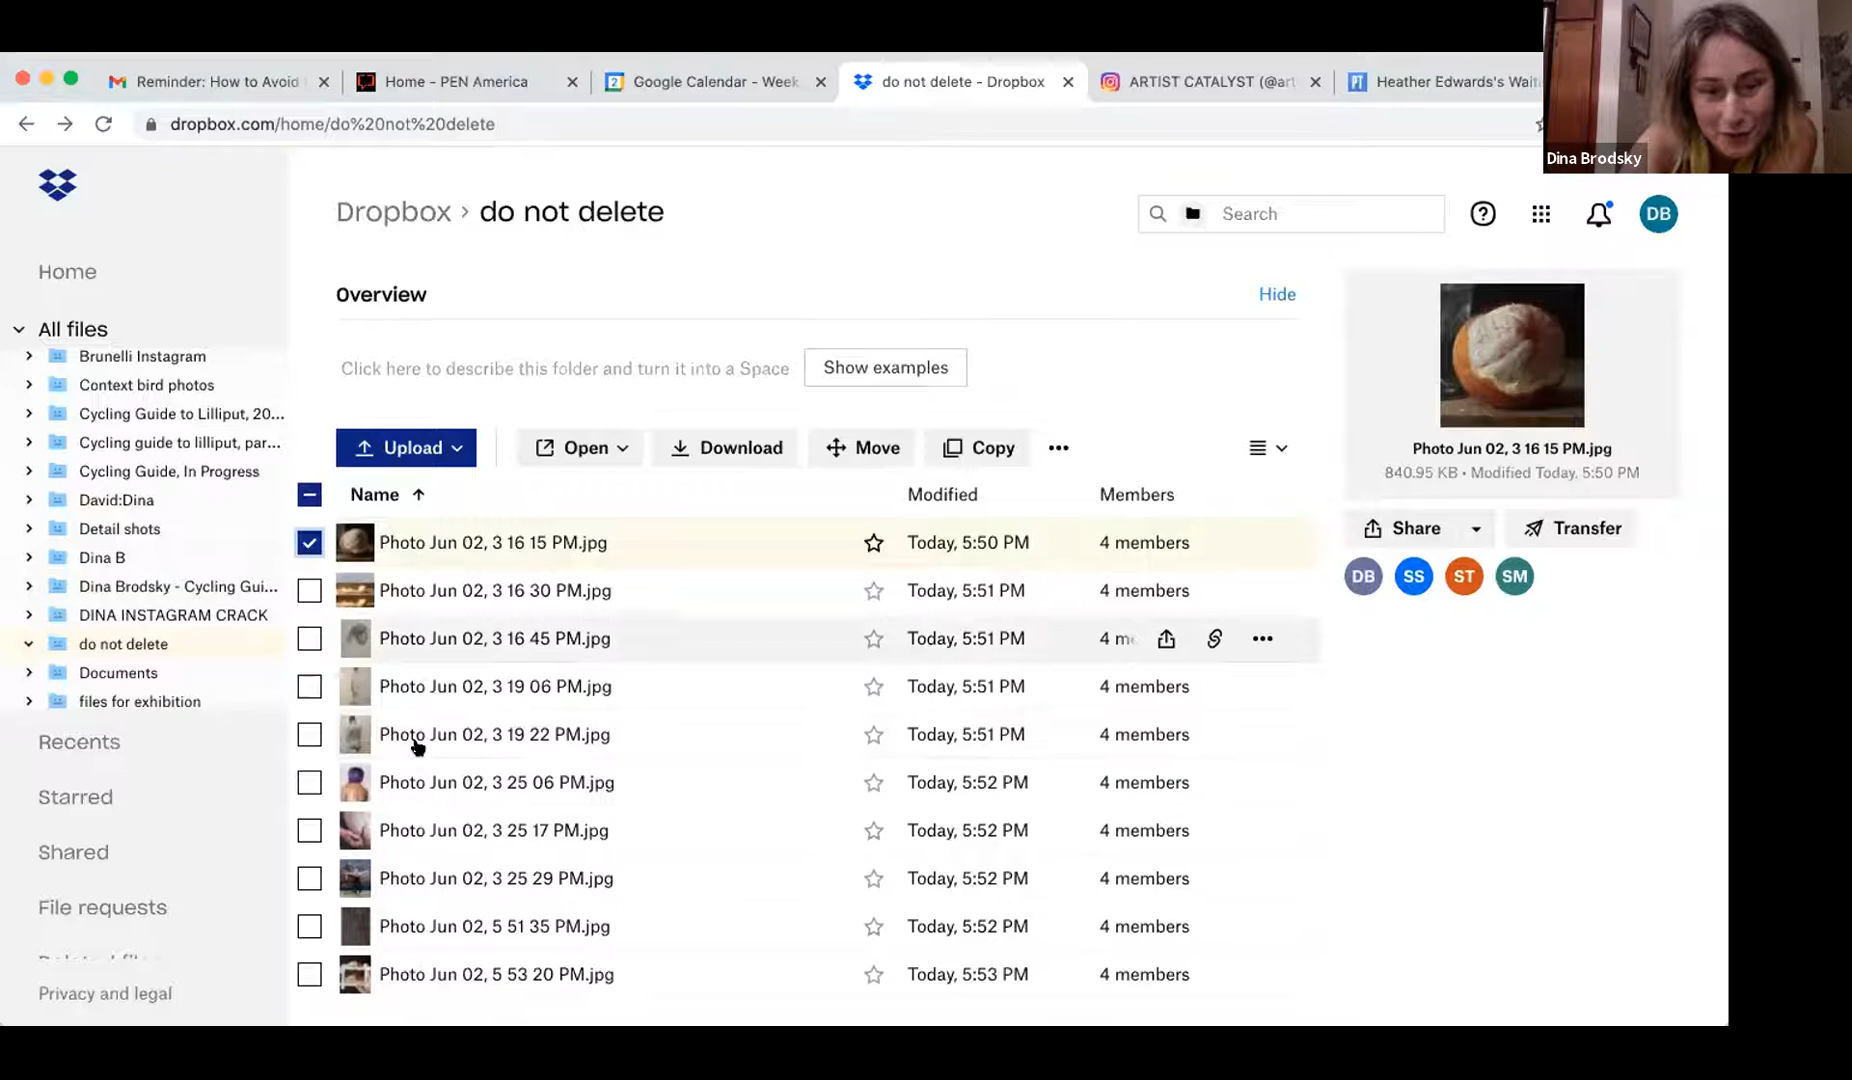 Reminder: How to Avoid
Home - PEN America
Google Calendar - Week
do not delete - Dropbox
ARTIST CATALYST (@art
Heather Edwards's Wait
dropbox.com/home/do%20not%20delete
Dina Brodsky
Dropbox › do not delete
Search
DB
Home
Overview
Hide
All files
Brunelli Instagram
Context bird photos
Cycling Guide to Lilliput, 20...
Cycling guide to lilliput, par...
Cycling Guide, In Progress
David:Dina
Detail shots
Dina B
Dina Brodsky - Cycling Gui...
DINA INSTAGRAM CRACK
do not delete
Documents
files for exhibition
Recents
Starred
Shared
File requests
Privacy and legal
Click here to describe this folder and turn it into a Space
Show examples
Upload
Open
Download
Move
Copy
Name
Modified
Members
Photo Jun 02, 3 16 15 PM.jpg Today, 5:50 PM 4 members
Photo Jun 02, 3 16 30 PM.jpg Today, 5:51 PM 4 members
Photo Jun 02, 3 16 45 PM.jpg Today, 5:51 PM 4 me
Photo Jun 02, 3 19 06 PM.jpg Today, 5:51 PM 4 members
Photo Jun 02, 3 19 22 PM.jpg Today, 5:51 PM 4 members
Photo Jun 02, 3 25 06 PM.jpg Today, 5:52 PM 4 members
Photo Jun 02, 3 25 17 PM.jpg Today, 5:52 PM 4 members
Photo Jun 02, 3 25 29 PM.jpg Today, 5:52 PM 4 members
Photo Jun 02, 5 51 35 PM.jpg Today, 5:52 PM 4 members
Photo Jun 02, 5 53 20 PM.jpg Today, 5:53 PM 4 members
Photo Jun 02, 3 16 15 PM.jpg
840.95 KB • Modified Today, 5:50 PM
Share
Transfer
DB SS ST SM